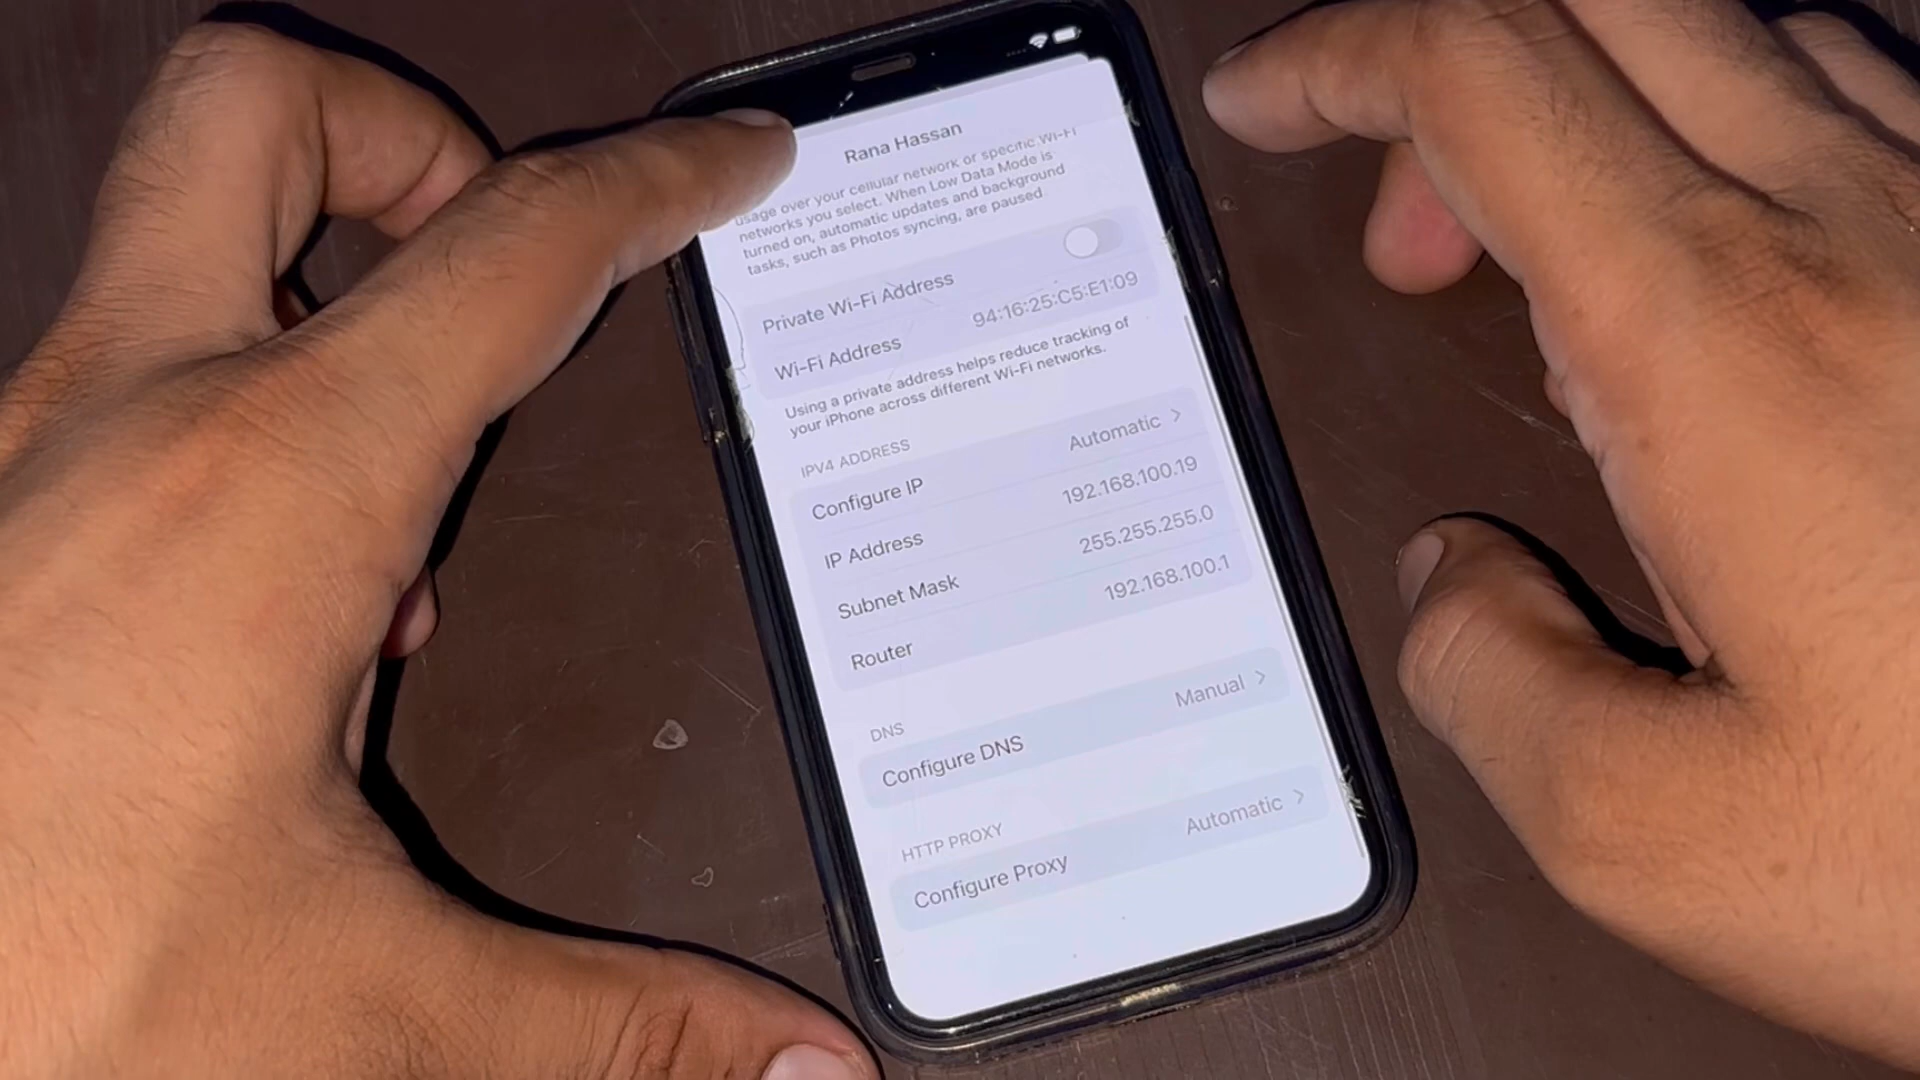 Rana Hassan
usage over your cellular network or specific Wi-Fi
networks you select. When Low Data Mode is
turned on, automatic updates and background
tasks, such as Photos syncing, are paused
Private Wi-Fi Address
Wi-Fi Address 94:16:25:C5:E1:09
Using a private address helps reduce tracking of
your iPhone across different Wi-Fi networks.
IPV4 ADDRESS
Configure IP Automatic >
IP Address 192.168.100.19
Subnet Mask 255.255.255.0
Router 192.168.100.1
DNS
Configure DNS Manual >
HTTP PROXY
Configure Proxy Automatic >